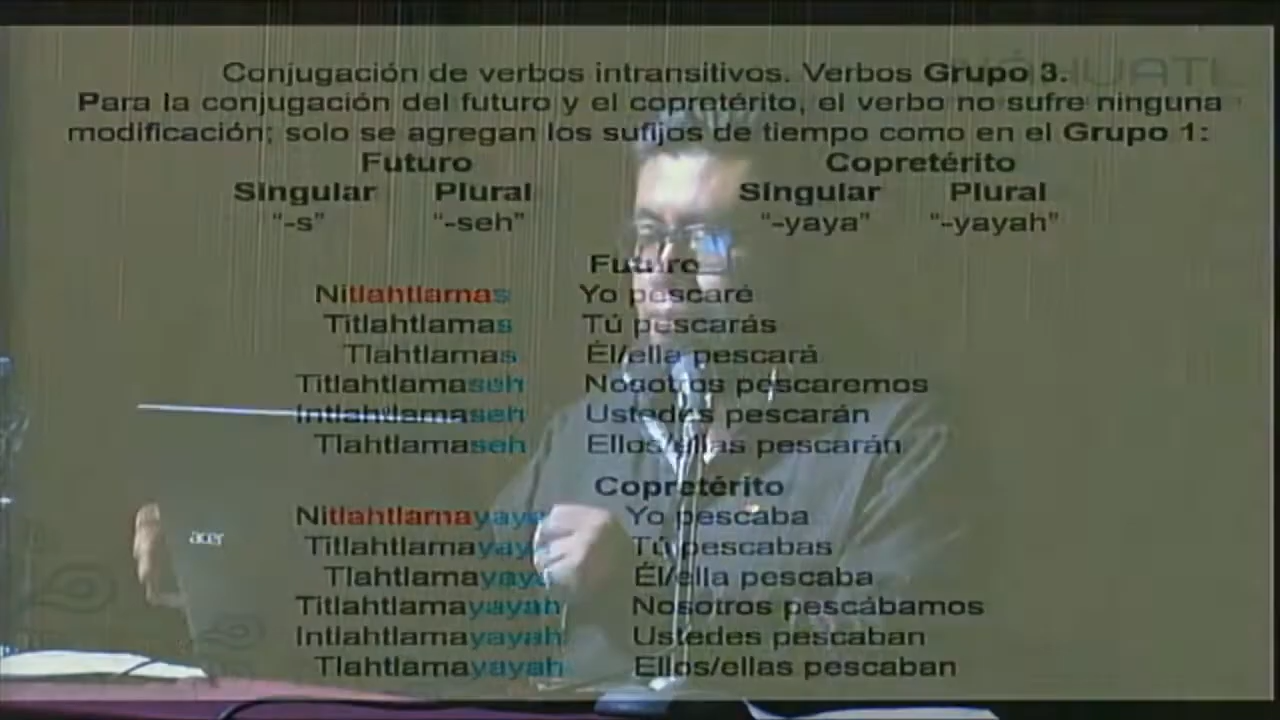 NÁHUATL
Conjugación de verbos intransitivos. Verbos Grupo 3.
Para la conjugación del futuro y el copretérito, el verbo no sufre ninguna
modificación; solo se agregan los sufijos de tiempo como en el Grupo 1:
Futuro Copretérito
Singular Plural Singular Plural
“-s” “-seh” “-yaya” “-yayah”
Futuro
Nitlahtlamas Yo pescaré
Titlahtlamas Tú pescarás
Tlahtlamas Él/ella pescará
Titlahtlamaseh Nosotros pescaremos
Intlahtlamaseh Ustedes pescarán
Tlahtlamaseh Ellos/ellas pescarán
Copretérito
Nitlahtlamayaya Yo pescaba
Titlahtlamayaya Tú pescabas
Tlahtlamayaya Él/ella pescaba
Titlahtlamayayah Nosotros pescábamos
Intlahtlamayayah Ustedes pescaban
Tlahtlamayayah Ellos/ellas pescaban
acer